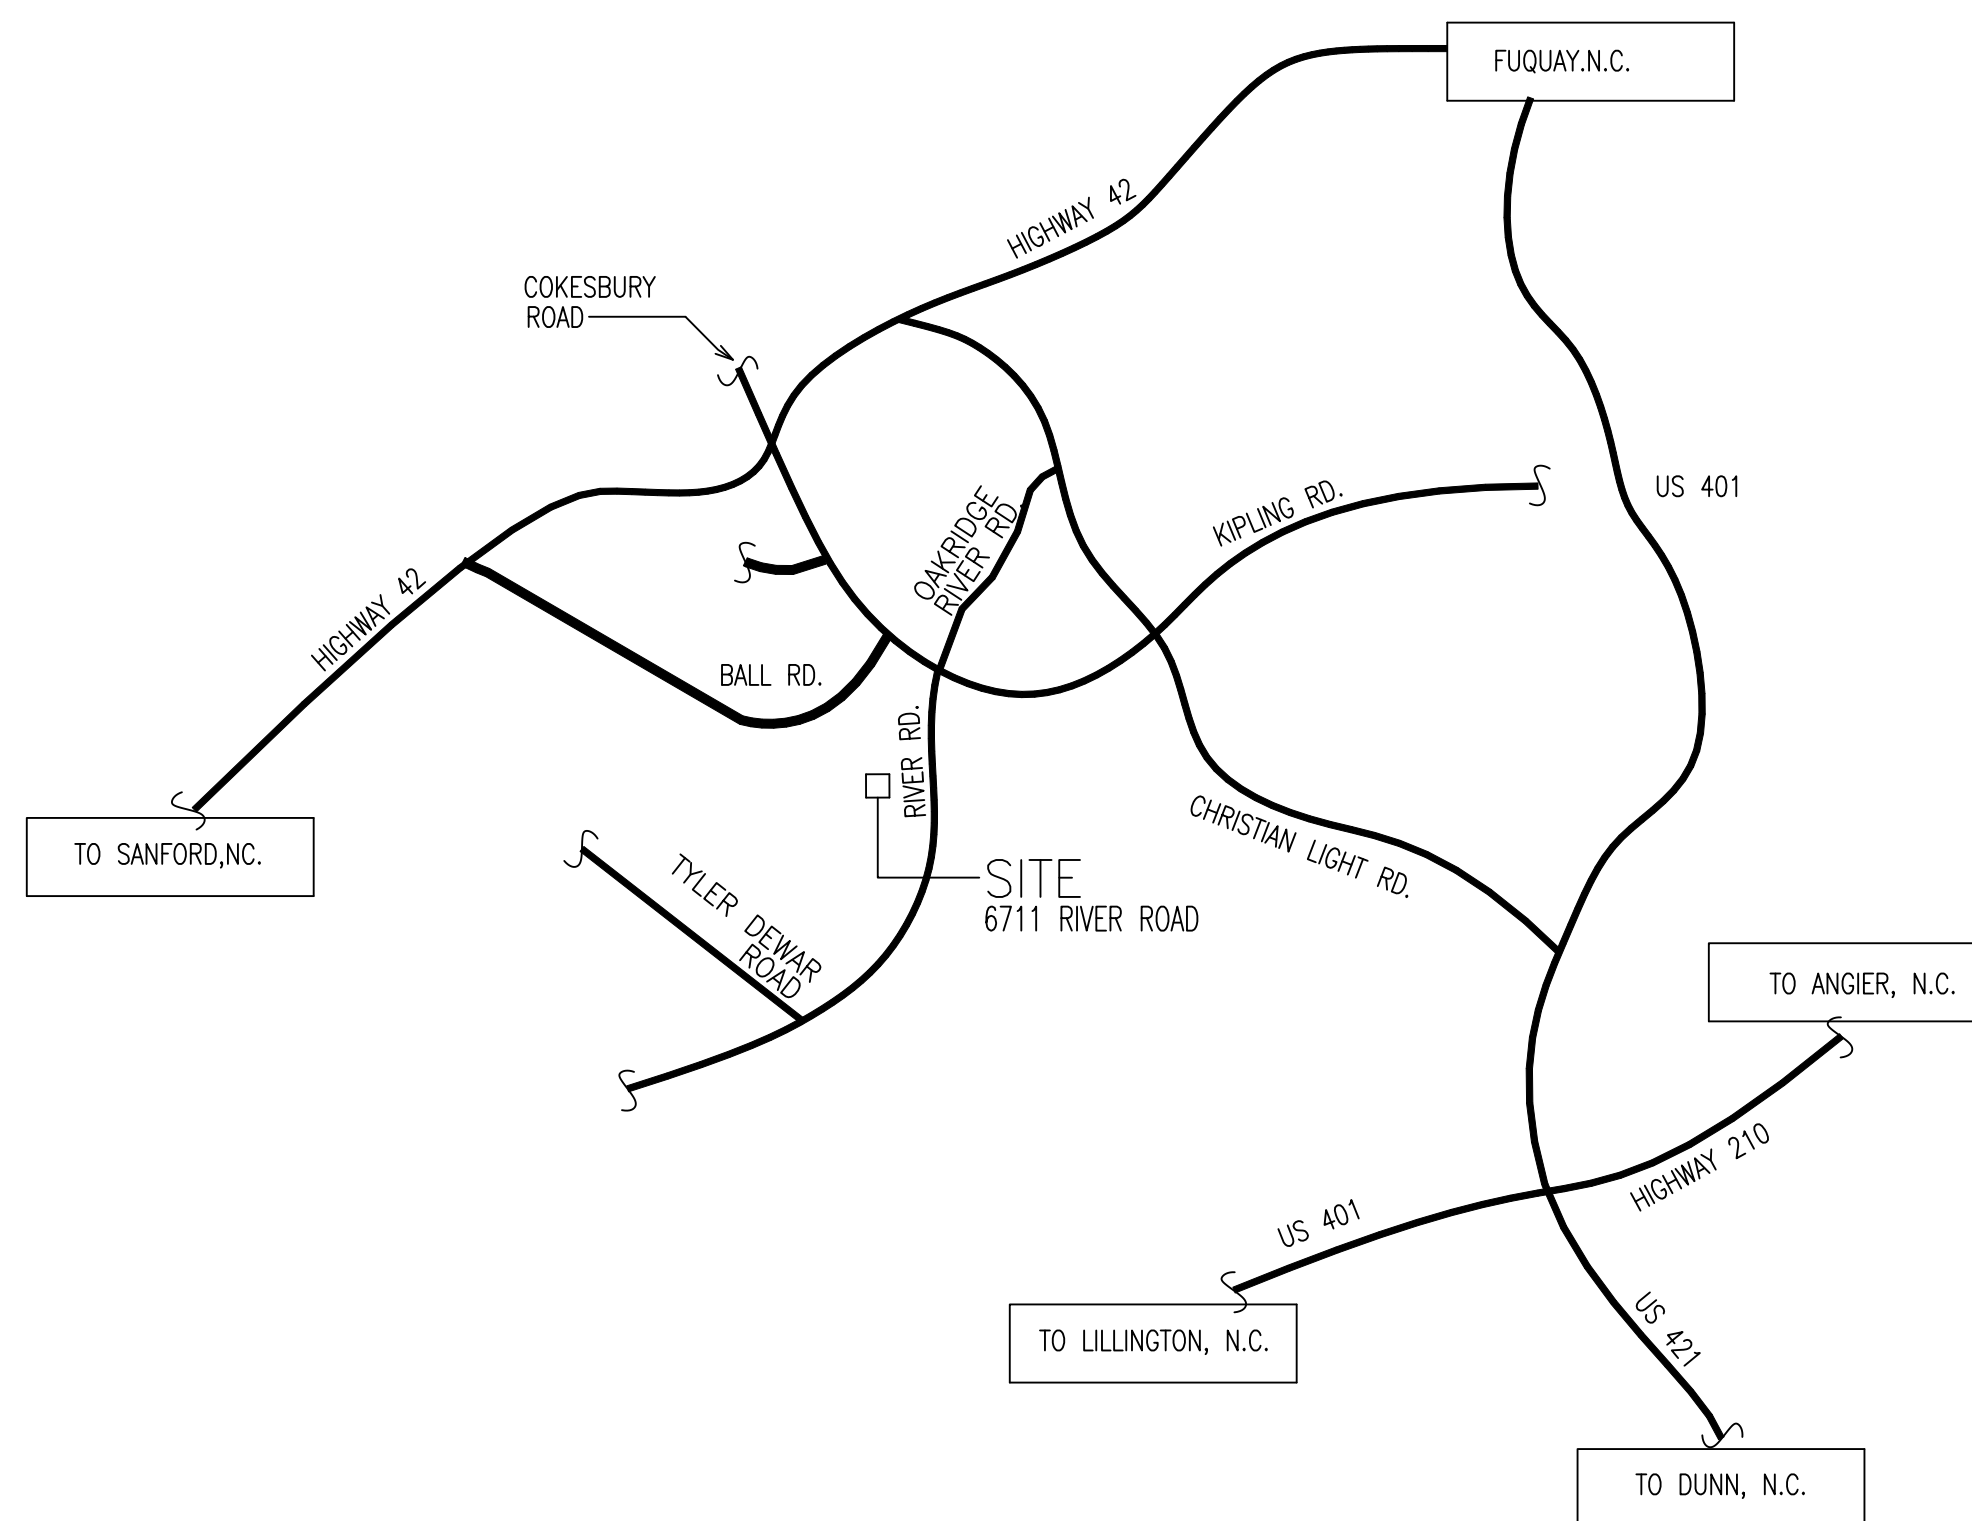 FUQUAY.N.C.
HIGHWAY 42
COKESBURY
ROAD
US 401
KIPLING RD.
OAKRIDGE
RIVER RD.
HIGHWAY 42
BALL RD.
RIVER RD.
CHRISTIAN LIGHT RD.
TO SANFORD,NC.
TYLER DEWAR
ROAD
SITE
6711 RIVER ROAD
TO ANGIER, N.C.
HIGHWAY 210
US 401
TO LILLINGTON, N.C.
US 421
TO DUNN, N.C.